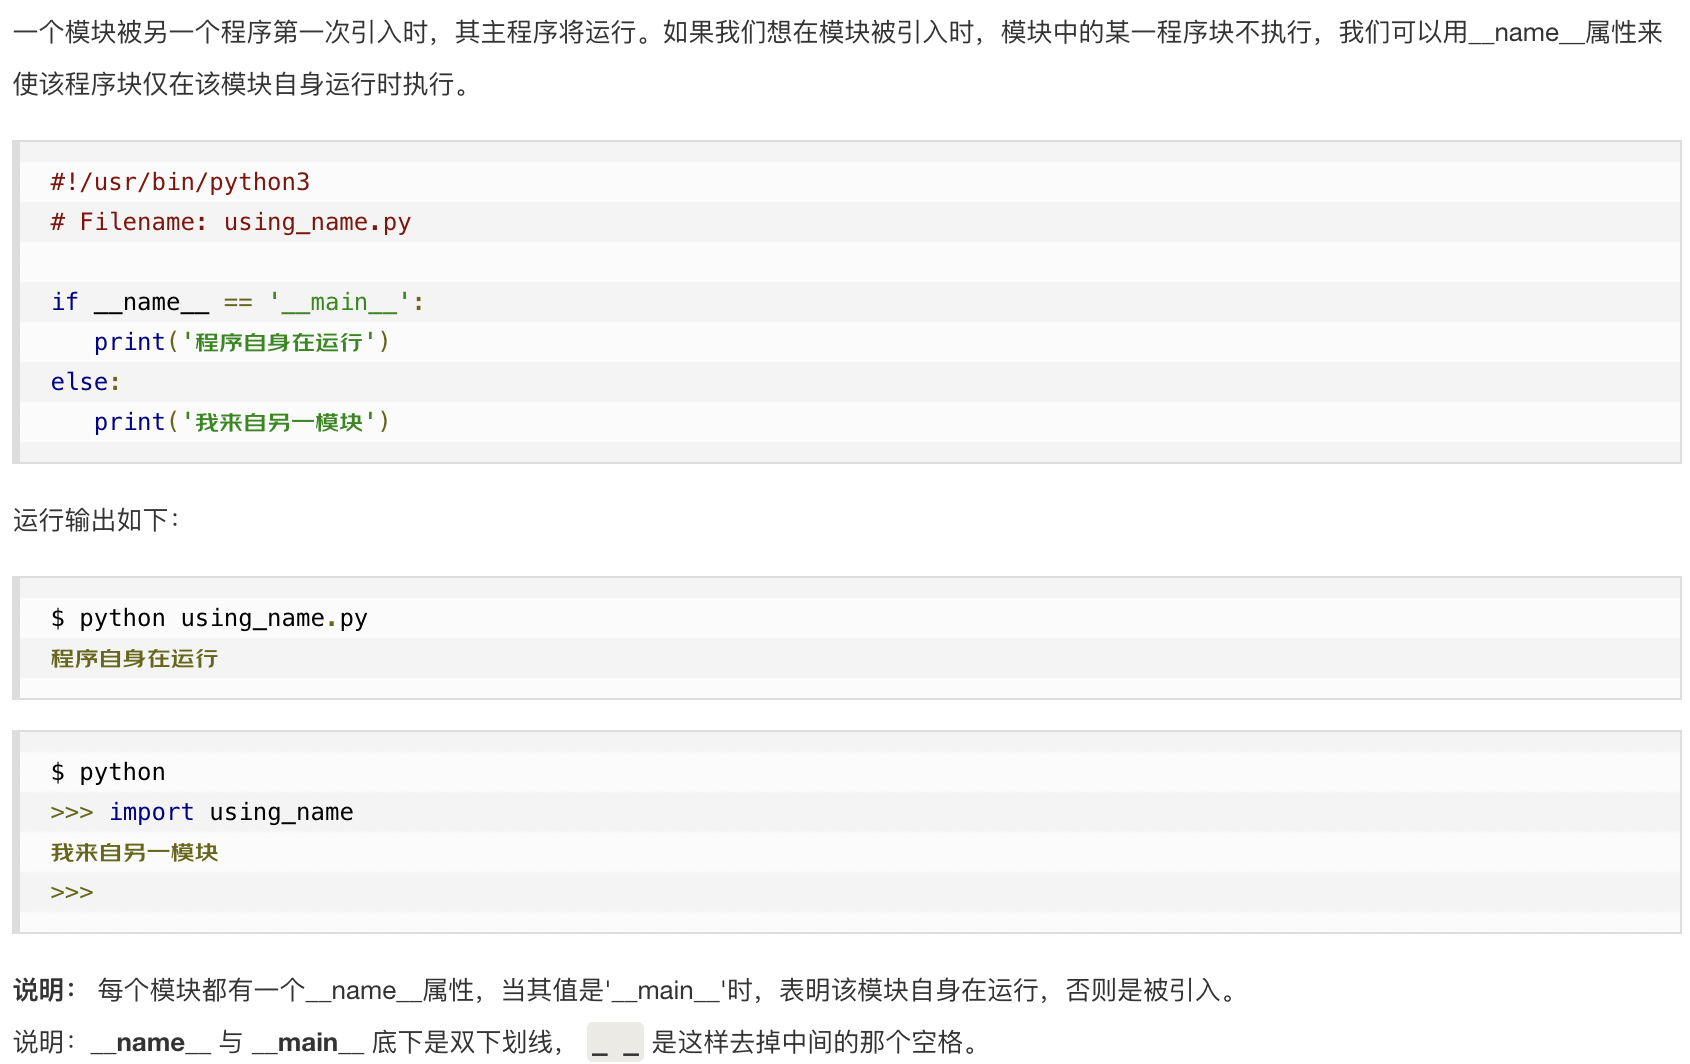 一个模块被另一个程序第一次引入时，其主程序将运行。如果我们想在模块被引入时，模块中的某一程序块不执行，我们可以用__name__属性来
使该程序块仅在该模块自身运行时执行。
#!/usr/bin/python3
# Filename: using_name.py
if __name__ == '__main__':
   print('程序自身在运行')
else:
   print('我来自另一模块')
运行输出如下：
$ python using_name.py
程序自身在运行
$ python
>>> import using_name
我来自另一模块
>>>
说明： 每个模块都有一个__name__属性，当其值是'__main__'时，表明该模块自身在运行，否则是被引入。
说明：__name__ 与 __main__ 底下是双下划线， _ _ 是这样去掉中间的那个空格。